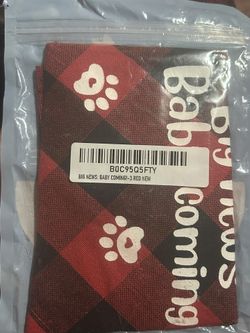 B0C95Q5FTY
BIG NEWS: BABY COMING!-3 RED NEW
Big news
Baby coming